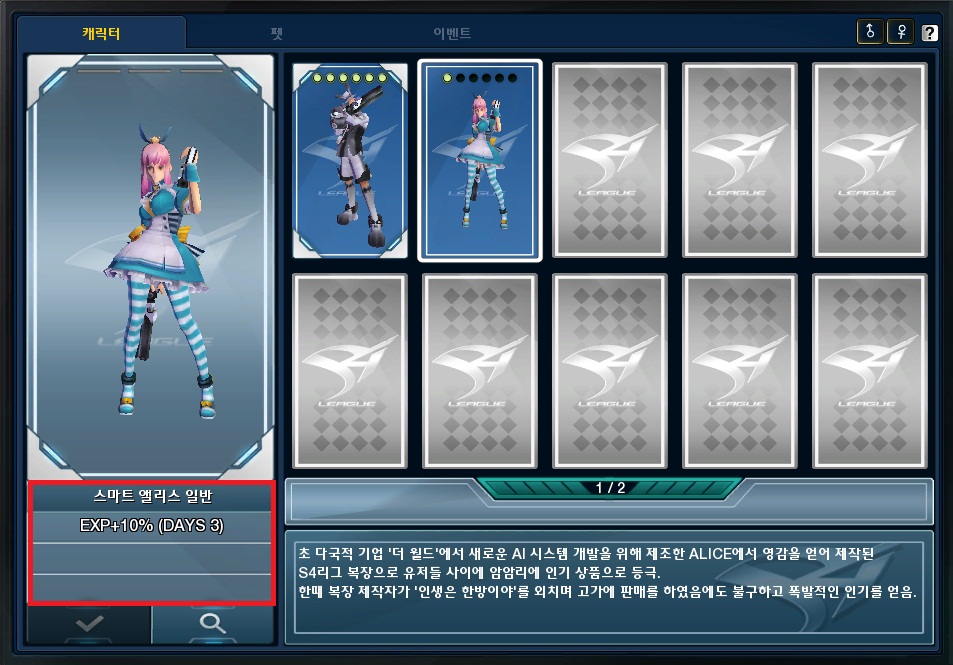 캐릭터
펫
이벤트
?
LEAGUE
LEAGUE
LEAGUE
LEAGUE
LEAGUE
LEAGUE
LEAGUE
LEAGUE
LEAGUE
LEAGUE
LEAGUE
스마트 앨리스 일반
EXP+10% (DAYS 3)
1 / 2
초 다국적 기업 '더 월드'에서 새로운 AI 시스템 개발을 위해 제조한 ALICE에서 영감을 얻어 제작된
S4리그 복장으로 유저들 사이에 암암리에 인기 상품으로 등극.
한때 복장 제작자가 '인생은 한방이야'를 외치며 고가에 판매를 하였음에도 불구하고 폭발적인 인기를 얻음.